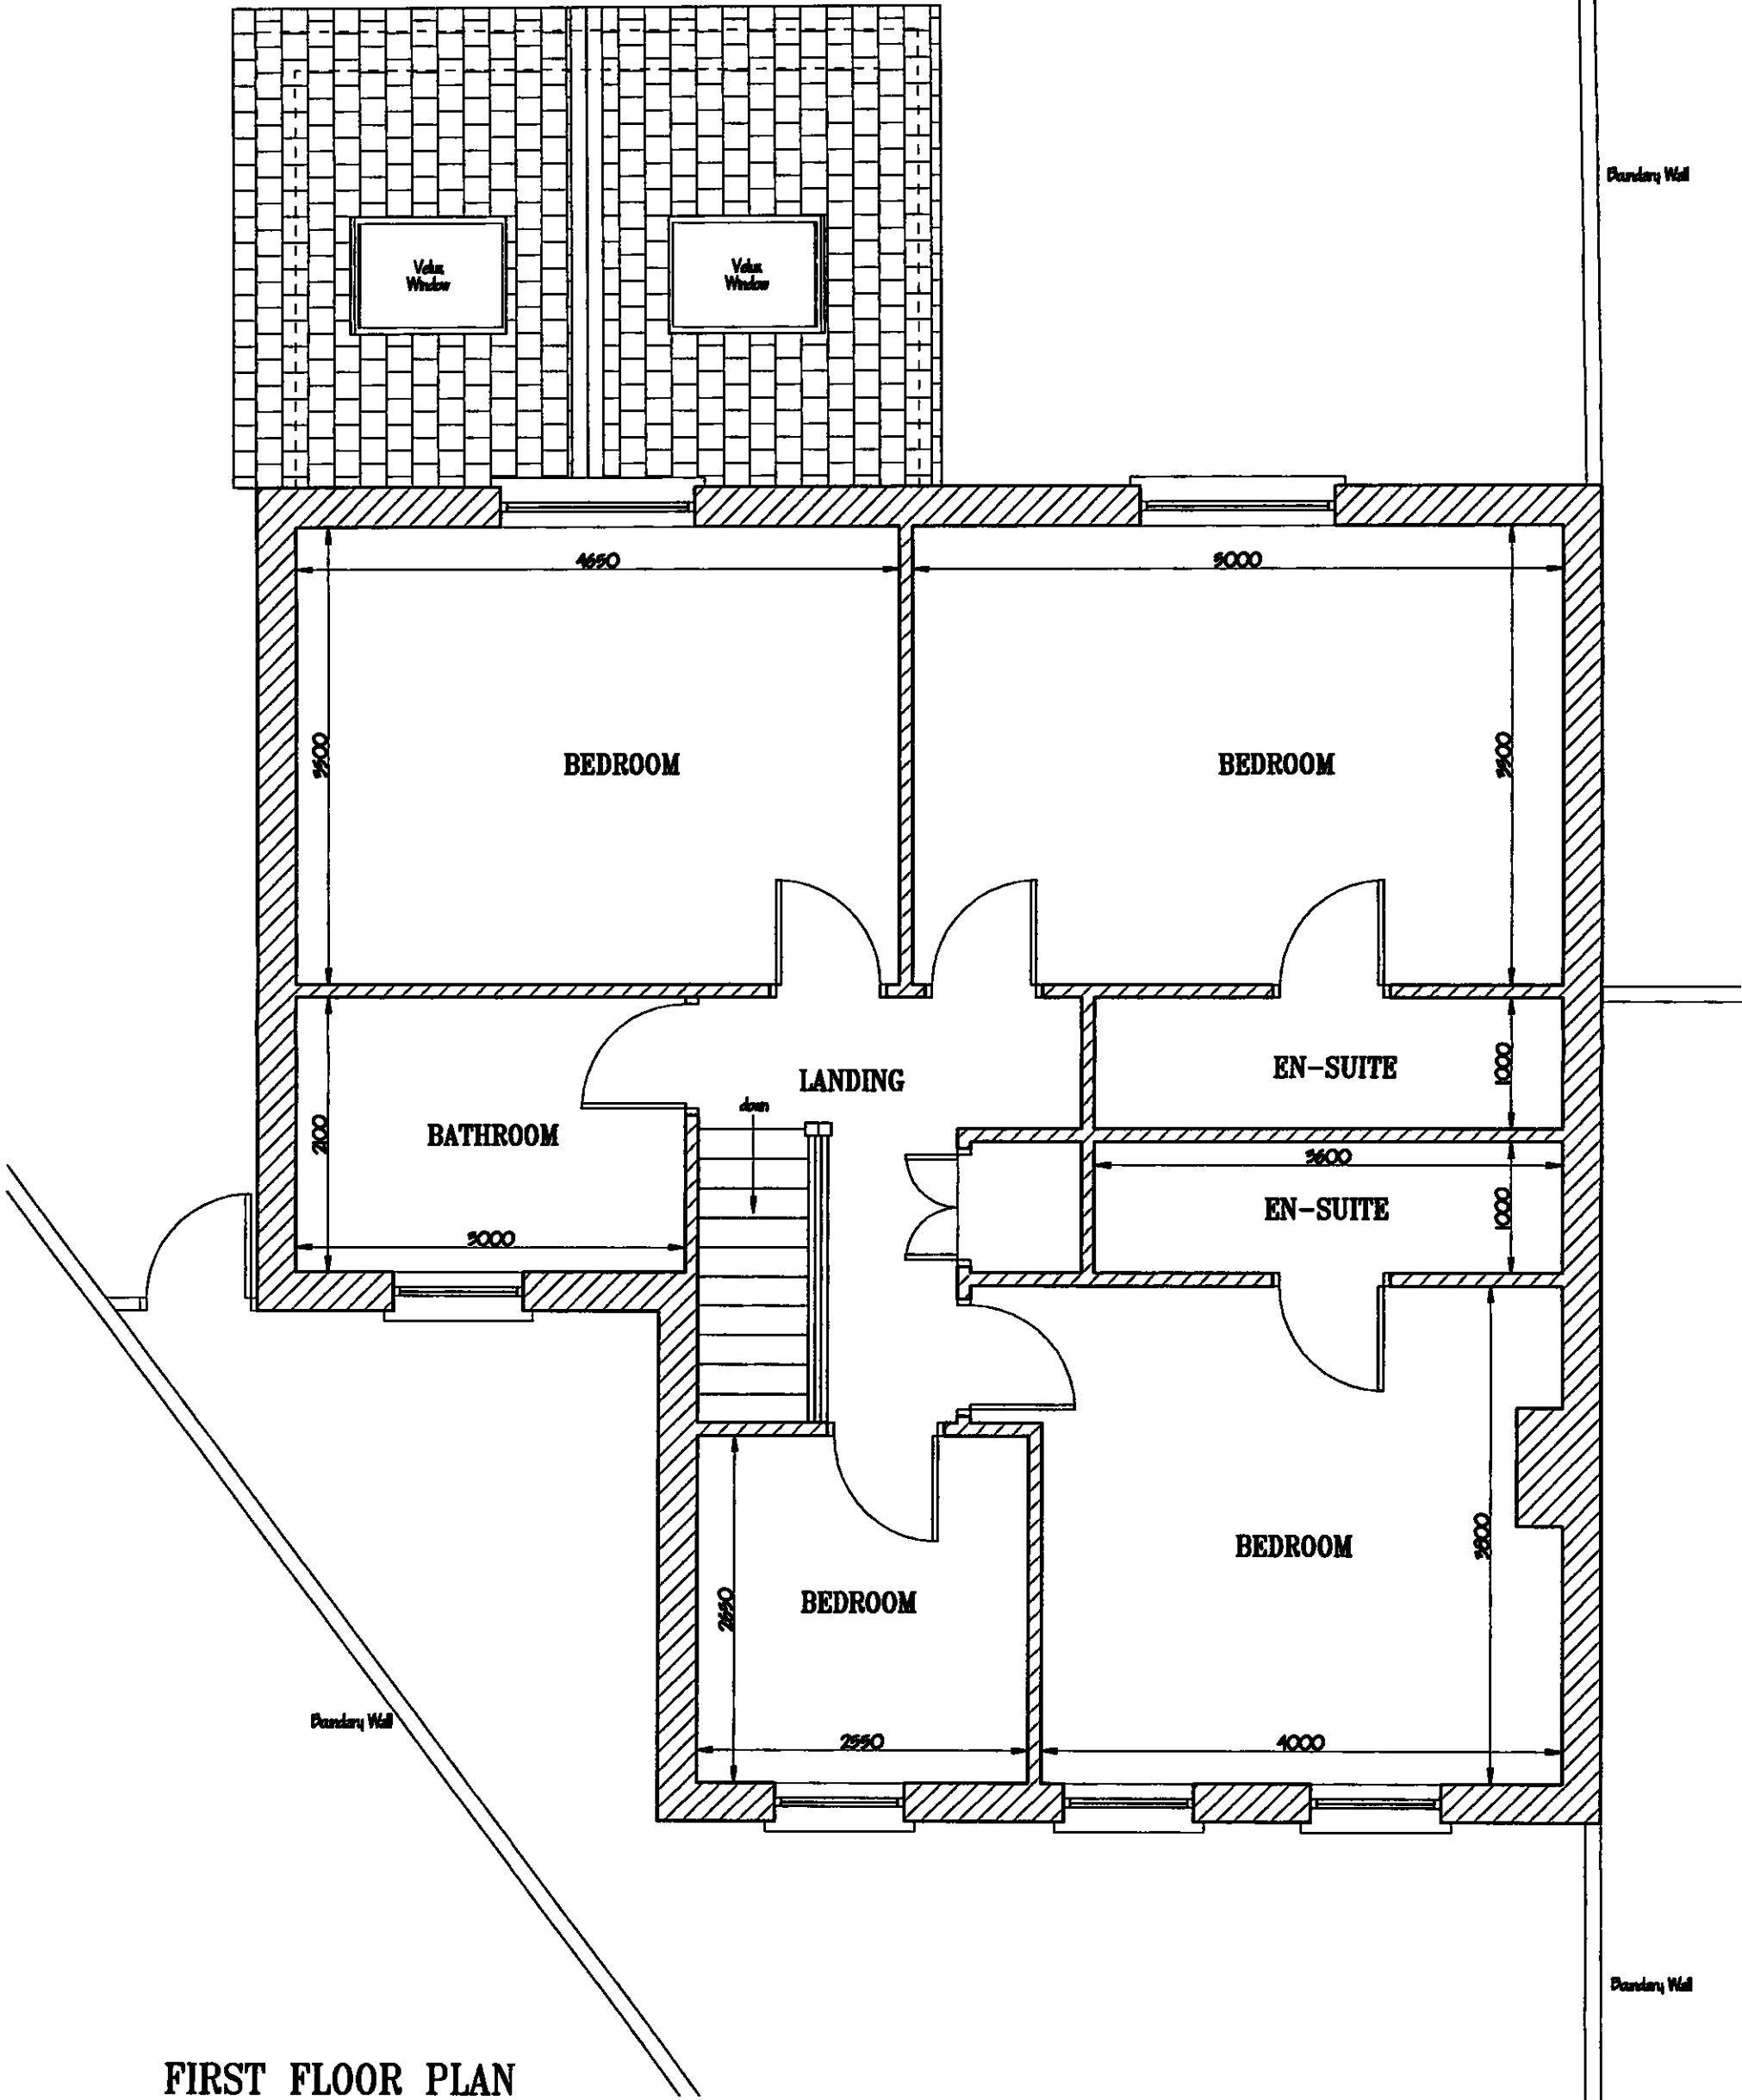 Boundary Wall
Velux
Window
Velux
Window
4650
5000
3500
BEDROOM
BEDROOM
3500
LANDING
EN-SUITE
1000
down
BATHROOM
2100
3600
EN-SUITE
1000
3000
BEDROOM
3800
BEDROOM
2650
Boundary Wall
2550
4000
Boundary Wall
FIRST FLOOR PLAN